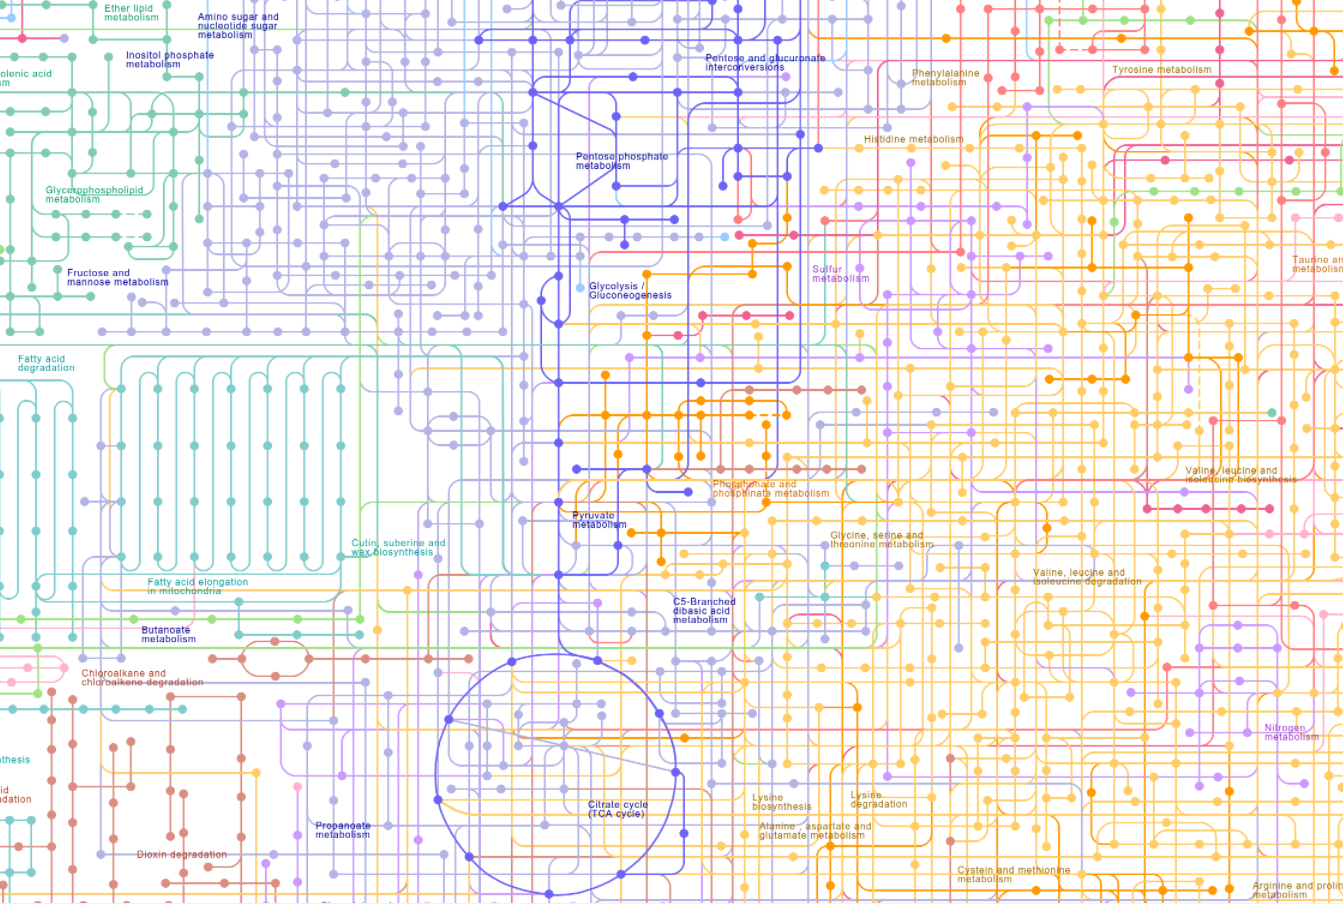 Ether lipid
metabolism
Amino sugar and
nucleotide sugar
metabolism
Inositol phosphate
metabolism
Pentose and glucuronate
interconversions
Phenylalanine
metabolism
Tyrosine metabolism
olenic acid
sm
Histidine metabolism
Pentose phosphate
metabolism
Glycerophospholipid
metabolism
Fructose and
mannose metabolism
Glycolysis /
Gluconeogenesis
Sulfur
metabolism
Taurine an
metabolism
Fatty acid
degradation
Valine, leucine and
isoleucine biosynthesis
Phosphonate and
phosphinate metabolism
Pyruvate
metabolism
Glycine, serine and
threonine metabolism
Cutin, suberine and
wax biosynthesis
Valine, leucine and
isoleucine degradation
Fatty acid elongation
in mitochondria
C5-Branched
dibasic acid
metabolism
Butanoate
metabolism
Chloroalkane and
chloroalkene degradation
Nitrogen
metabolism
nthesis
id
adation
Citrate cycle
(TCA cycle)
Lysine
biosynthesis
Lysine
degradation
Propanoate
metabolism
Alanine , aspartate and
glutamate metabolism
Dioxin degradation
Cystein and methionine
metabolism
Arginine and prolin
metabolism